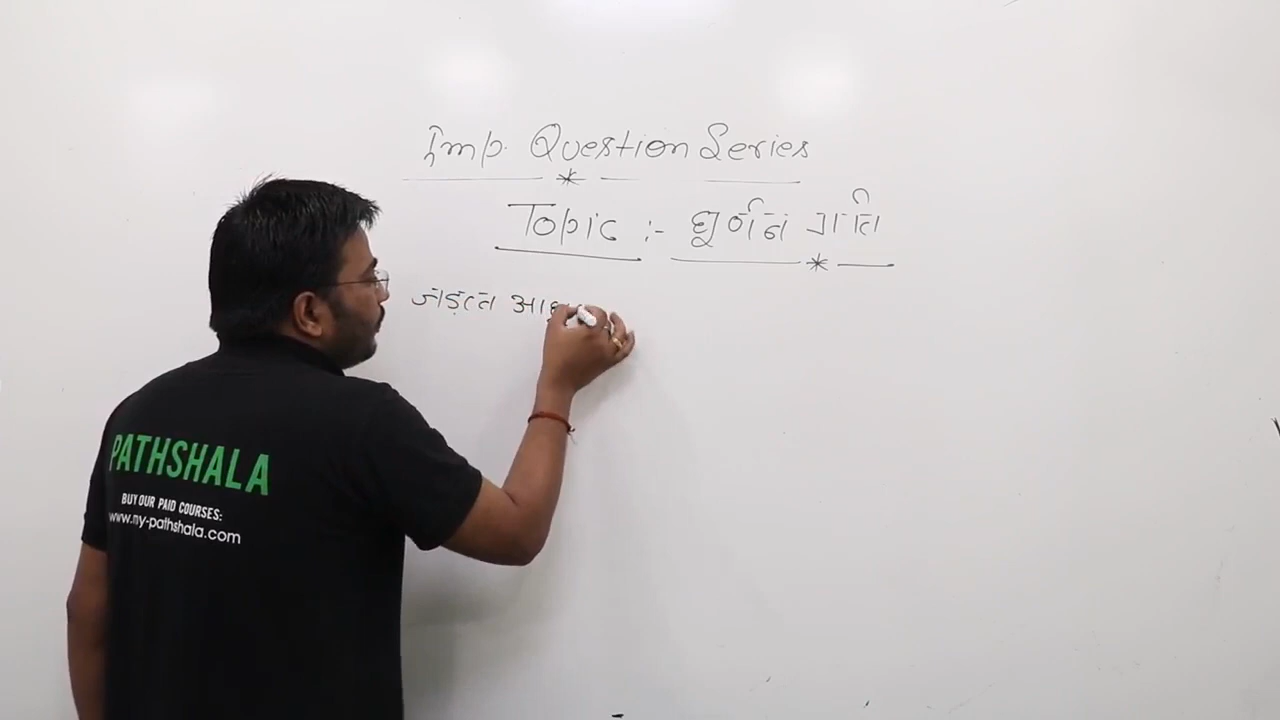 Imp. Question Series
Topic :- घूर्णन गति
जड़त्व
PATHSHALA
BUY OUR PAID COURSES:
www.my-pathshala.com